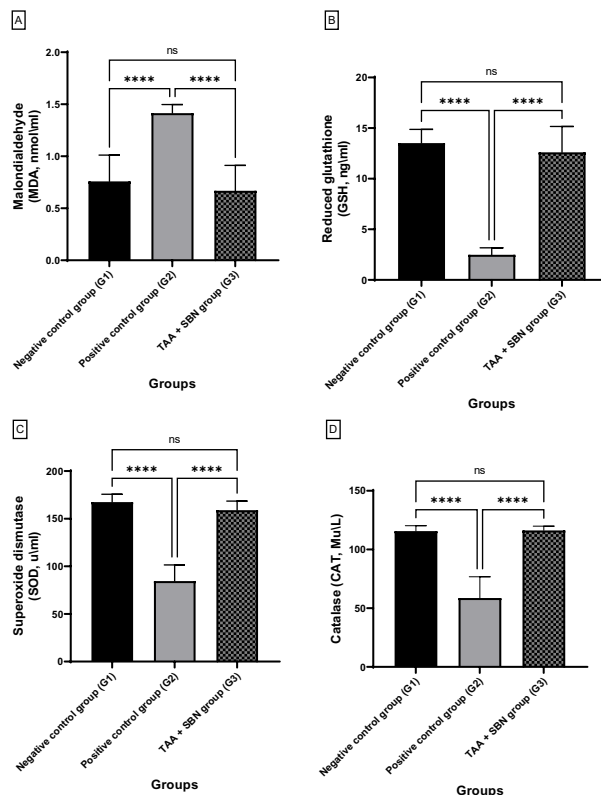 A
ns
****
****
Malondialdehyde
(MDA, nmol\ml)
2.0
1.5
1.0
0.5
0.0
Negative control group (G1)
Positive control group (G2)
TAA + SBN group (G3)
Groups
B
ns
****
****
Reduced glutathione
(GSH, ng\ml)
20
15
10
5
0
Negative control group (G1)
Positive control group (G2)
TAA + SBN group (G3)
Groups
C
ns
****
****
Superoxide dismutase
(SOD, u\ml)
200
150
100
50
0
Negative control group (G1)
Positive control group (G2)
TAA + SBN group (G3)
Groups
D
ns
****
****
Catalase (CAT, Mu\L)
150
100
50
0
Negative control group (G1)
Positive control group (G2)
TAA + SBN group (G3)
Groups